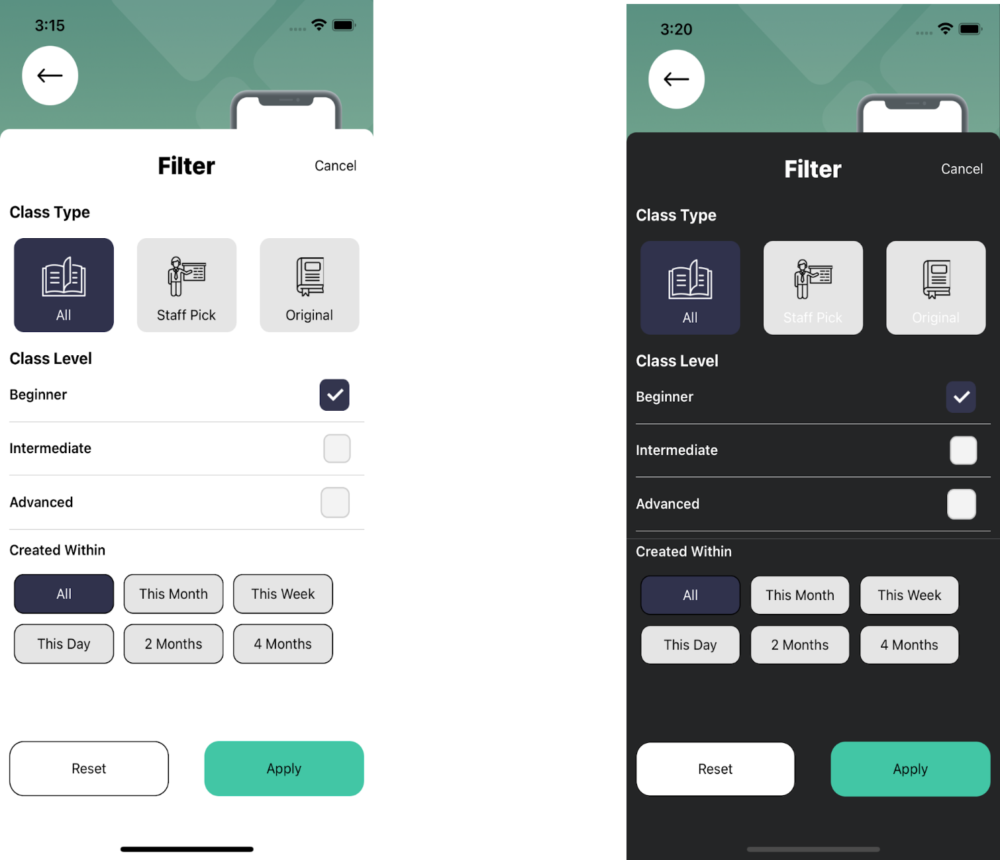 3:15
Filter
Cancel
Class Type
All
Staff Pick
Original
Class Level
Beginner
Intermediate
Advanced
Created Within
All
This Month
This Week
This Day
2 Months
4 Months
Reset
Apply
3:20
Filter
Cancel
Class Type
All
Staff Pick
Original
Class Level
Beginner
Intermediate
Advanced
Created Within
All
This Month
This Week
This Day
2 Months
4 Months
Reset
Apply